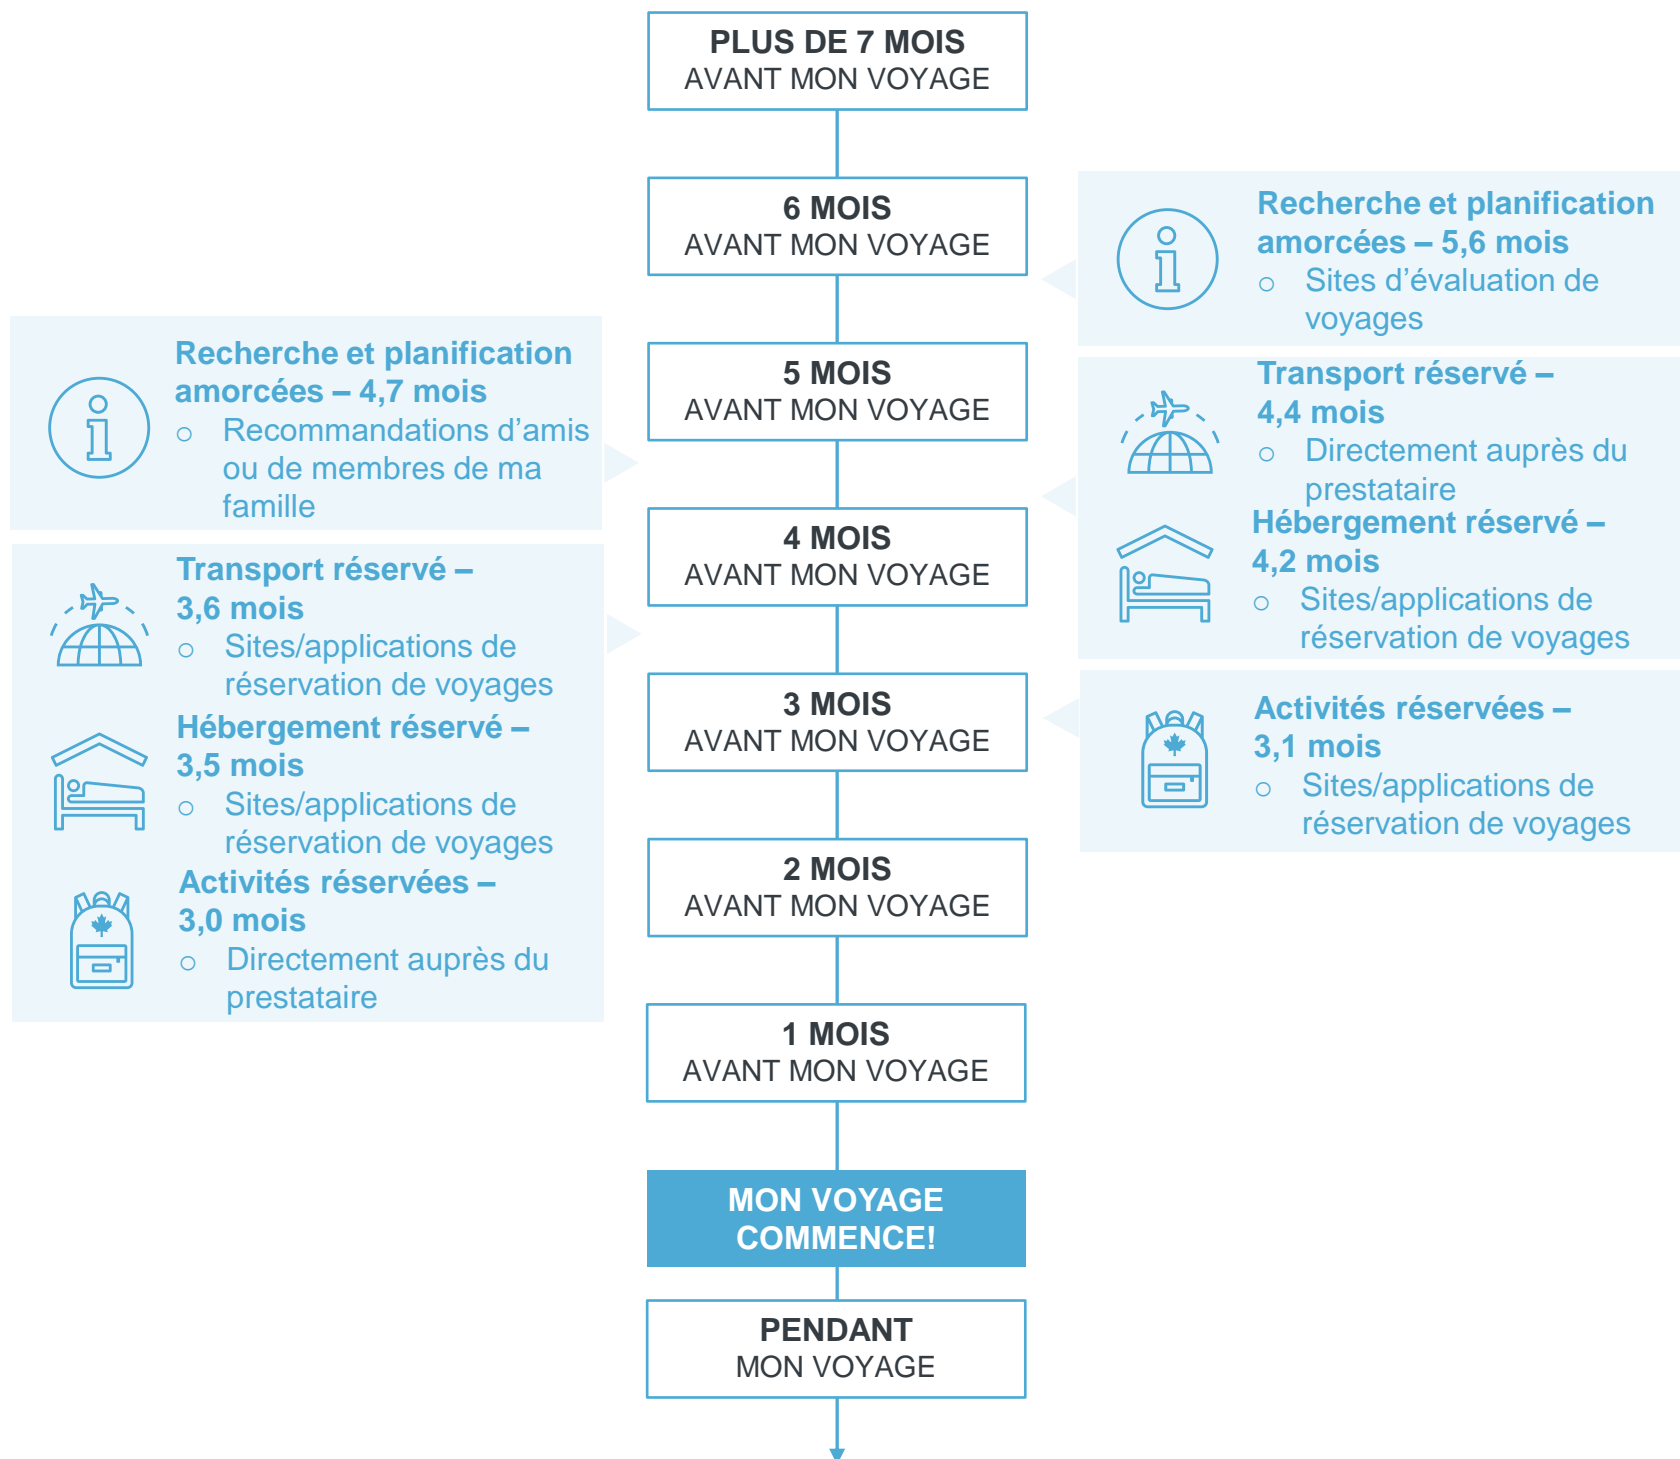 PLUS DE 7 MOIS
AVANT MON VOYAGE
6 MOIS
AVANT MON VOYAGE
5 MOIS
AVANT MON VOYAGE
4 MOIS
AVANT MON VOYAGE
3 MOIS
AVANT MON VOYAGE
2 MOIS
AVANT MON VOYAGE
1 MOIS
AVANT MON VOYAGE
MON VOYAGE
COMMENCE!
PENDANT
MON VOYAGE
Recherche et planification
amorcées – 4,7 mois
o Recommandations d’amis
ou de membres de ma
famille
Transport réservé –
3,6 mois
o Sites/applications de
réservation de voyages
Hébergement réservé –
3,5 mois
o Sites/applications de
réservation de voyages
Activités réservées –
3,0 mois
o Directement auprès du
prestataire
Recherche et planification
amorcées – 5,6 mois
o Sites d’évaluation de
voyages
Transport réservé –
4,4 mois
o Directement auprès du
prestataire
Hébergement réservé –
4,2 mois
o Sites/applications de
réservation de voyages
Activités réservées –
3,1 mois
o Sites/applications de
réservation de voyages